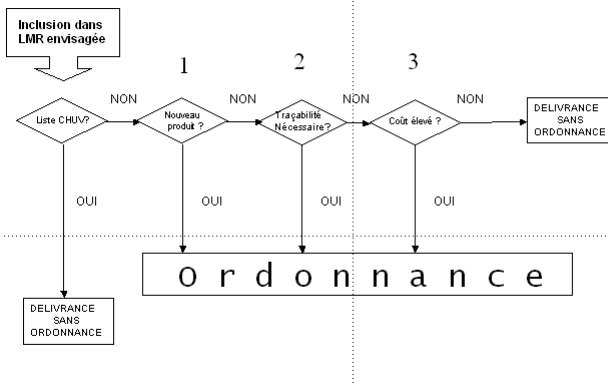 Inclusion dans
LMR envisagée
1
2
3
NON
NON
NON
NON
Liste CHUV?
Nouveau
produit ?
Traçabilité
Nécessaire?
Coût élevé ?
DELIVRANCE
SANS
ORDONNANCE
OUI
OUI
OUI
OUI
Ordonnance
DELIVRANCE
SANS
ORDONNANCE